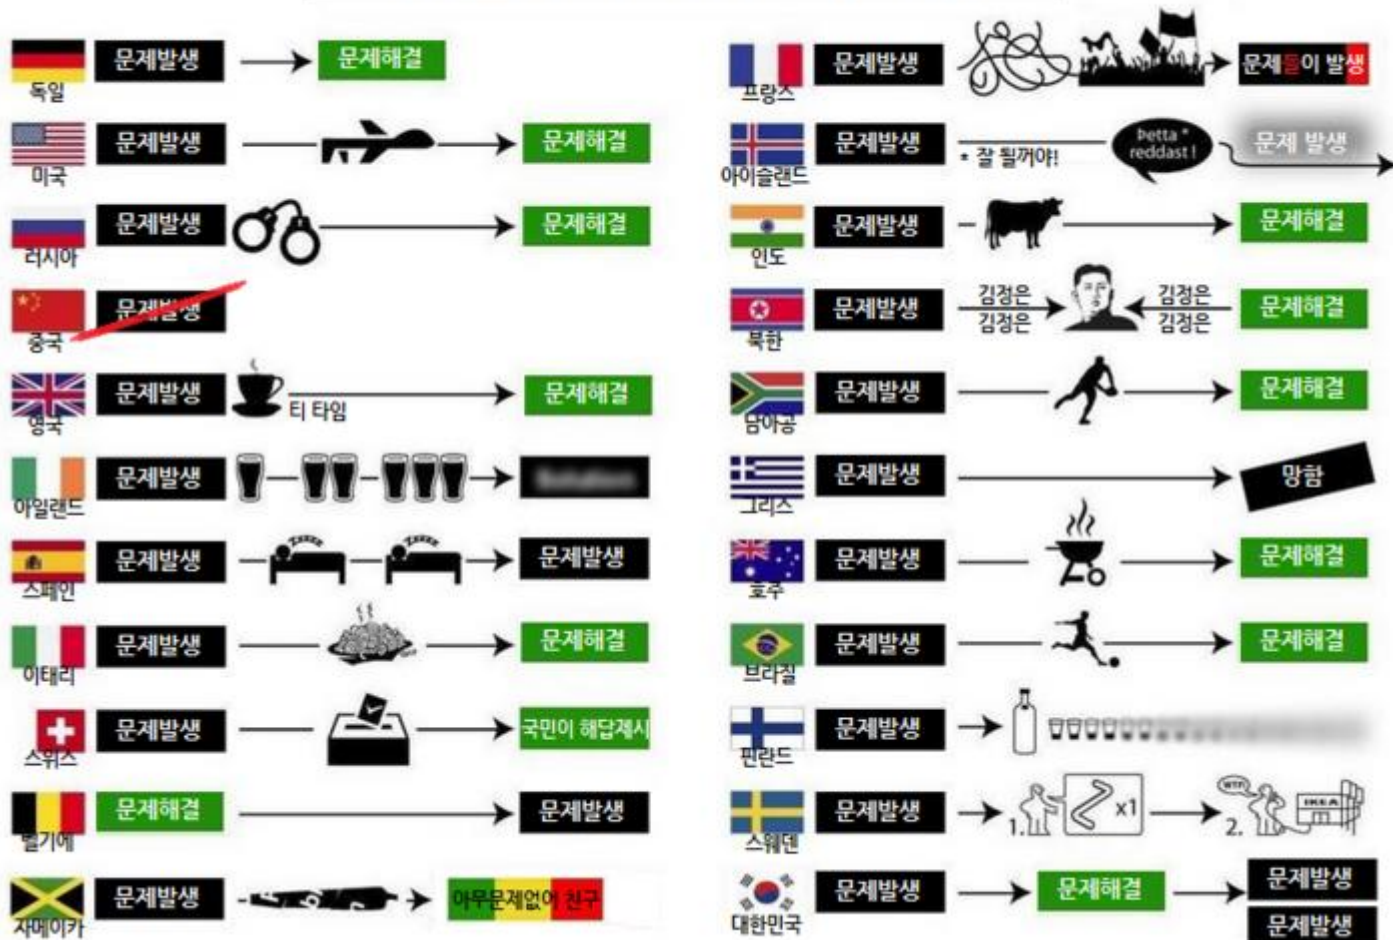 문제발생 문제해결
독일
문제발생 문제해결
미국
문제발생 문제해결
러시아
문제발생
중국
문제발생 티 타임 문제해결
영국
문제발생
아일랜드
문제발생 zzzz zzzz 문제발생
스페인
문제발생 문제해결
이태리
문제발생 국민이 해답제시
스위스
문제해결 문제발생
벨기에
문제발생 아무문제없어 친구
자메이카
문제발생 문제들이 발생
프랑스
문제발생 * 잘 될꺼야! Þetta * 문제 발생
reddast !
아이슬랜드
문제발생 문제해결
인도
문제발생 김정은 김정은 문제해결
김정은 김정은
북한
문제발생 문제해결
남아공
문제발생 망함
그리스
문제발생 문제해결
호주
문제발생 문제해결
브라질
문제발생
핀란드
문제발생 1. x1 2. IKEA
스웨덴
문제발생 문제해결 문제발생
문제발생
대한민국